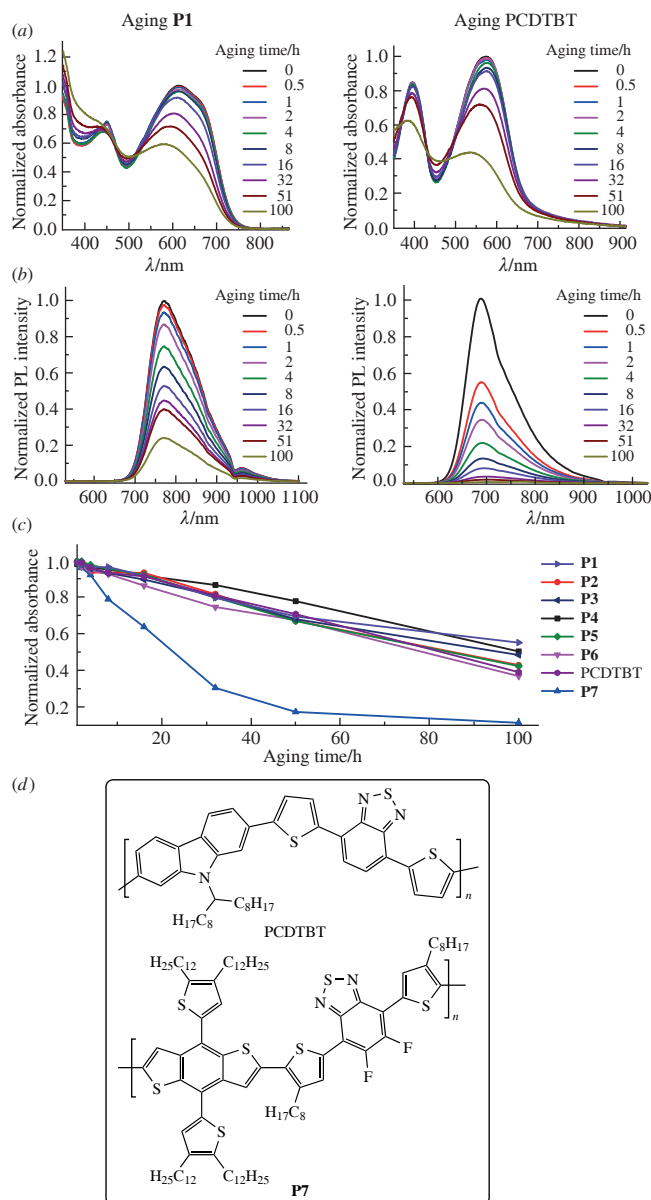 Aging P1 Aging PCDTBT
(a)
Normalized absorbance
1.2
1.0
0.8
0.6
0.4
0.2
0.0
400 500 600 700 800
λ/nm
Aging time/h
0
0.5
1
2
4
8
16
32
51
100
Normalized absorbance
1.0
0.8
0.6
0.4
0.2
0.0
400 500 600 700 800 900
λ/nm
Aging time/h
0
0.5
1
2
4
8
16
32
51
100
(b)
Normalized PL intensity
1.0
0.8
0.6
0.4
0.2
0.0
600 700 800 900 1000 1100
λ/nm
Aging time/h
0
0.5
1
2
4
8
16
32
51
100
Normalized PL intensity
1.0
0.8
0.6
0.4
0.2
0.0
600 700 800 900 1000
λ/nm
Aging time/h
0
0.5
1
2
4
8
16
32
51
100
(c)
Normalized absorbance
1.0
0.8
0.6
0.4
0.2
20 40 60 80 100
Aging time/h
P1
P2
P3
P4
P5
P6
PCDTBT
P7
(d)
S
N N
S S
N
n
C8H17
H17C8
PCDTBT
C8H17
H25C12 C12H25
S N
N
S
S
n
S
S
F
F
S
H17C8
S
H25C12 C12H25
P7